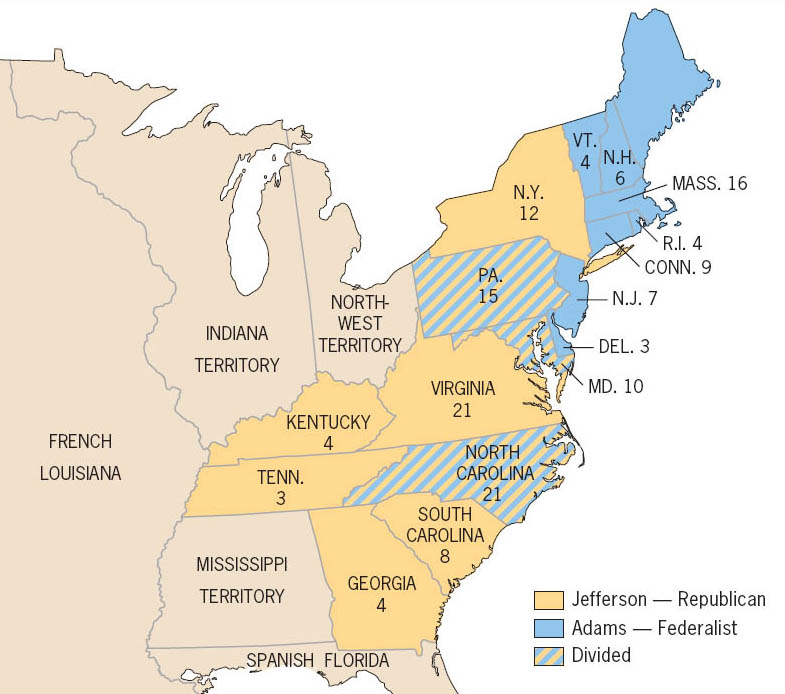 VT.
4
N.H.
6
MASS. 16
N.Y.
12
R.I. 4
CONN. 9
PA.
15
N.J. 7
NORTH-
WEST
TERRITORY
INDIANA
TERRITORY
DEL. 3
MD. 10
VIRGINIA
21
KENTUCKY
4
FRENCH
LOUISIANA
NORTH
CAROLINA
21
TENN.
3
SOUTH
CAROLINA
8
MISSISSIPPI
TERRITORY
GEORGIA
4
SPANISH FLORIDA
Jefferson — Republican
Adams — Federalist
Divided